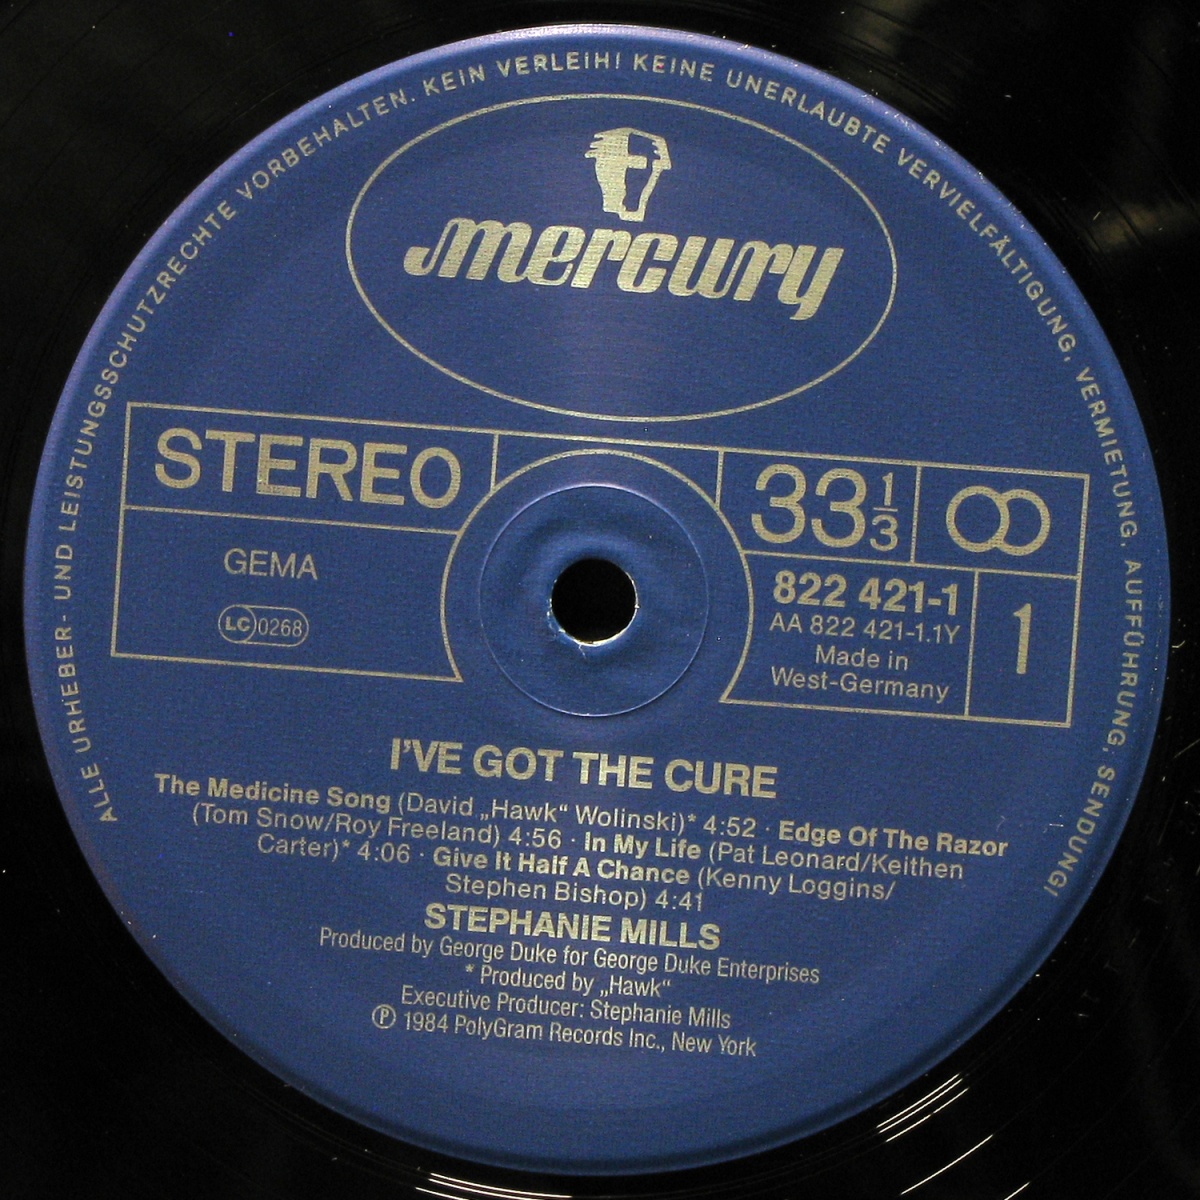 ALLE URHEBER- UND LEISTUNGSSCHUTZRECHTE VORBEHALTEN. KEIN VERLEIH! KEINE UNERLAUBTE VERVIELFÄLTIGUNG, VERMIETUNG, AUFFÜHRUNG, SENDUNG!
mercury
STEREO
33 1/3
GEMA
LC 0268
822 421-1
AA 822 421-1.1Y
Made in
West-Germany
1
I'VE GOT THE CURE
The Medicine Song (David „Hawk“ Wolinski)* 4:52 · Edge Of The Razor
(Tom Snow/Roy Freeland) 4:56 · In My Life (Pat Leonard/Keithen
Carter)* 4:06 · Give It Half A Chance (Kenny Loggins/
Stephen Bishop) 4:41
STEPHANIE MILLS
Produced by George Duke for George Duke Enterprises
* Produced by „Hawk“
Executive Producer: Stephanie Mills
℗ 1984 PolyGram Records Inc., New York